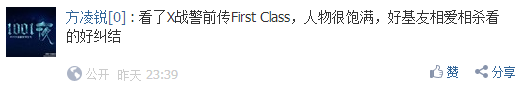 1001夜
方凌锐[0]：看了X战警前传First Class，人物很饱满，好基友相爱相杀看
的好纠结
公开 昨天 23:39 赞 分享